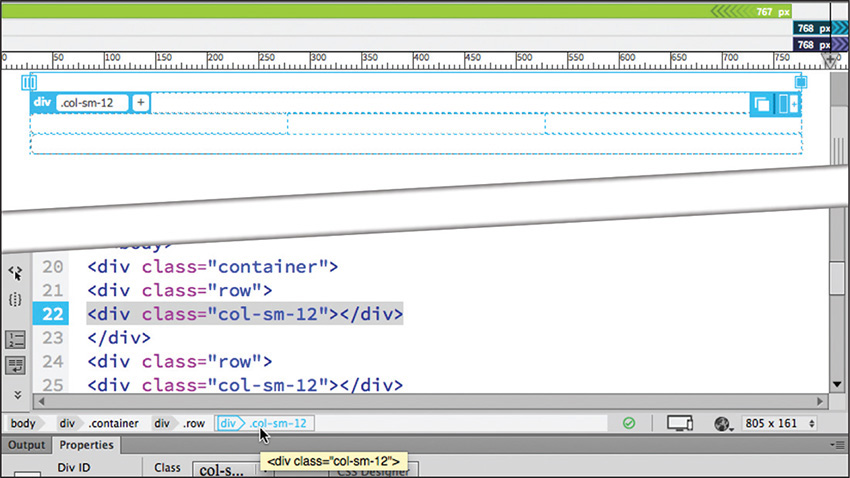 767 px
768 px
768 px
0 50 100 150 200 250 300 350 400 450 500 550 600 650 700 750
div .col-sm-12 +
20 <div class="container">
21 <div class="row">
22 <div class="col-sm-12"></div>
23 </div>
24 <div class="row">
25 <div class="col-sm-12"></div>
body div .container div .row div .col-sm-12 805 x 161
Output Properties
<div class="col-sm-12">
Div ID Class col-s... CSS Designer